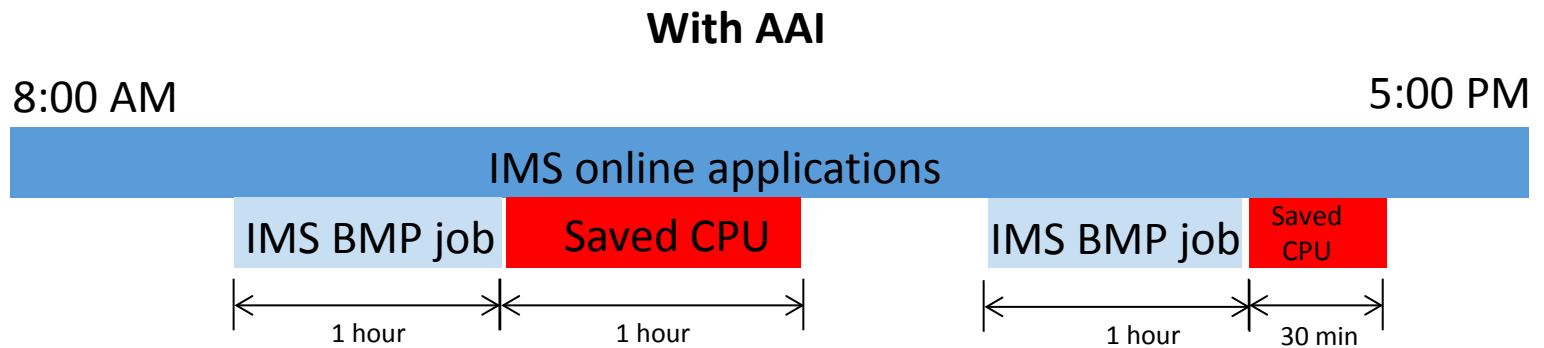 With AAI
8:00 AM
5:00 PM
IMS online applications
IMS BMP job
Saved CPU
IMS BMP job
Saved
CPU
1 hour
1 hour
1 hour
30 min